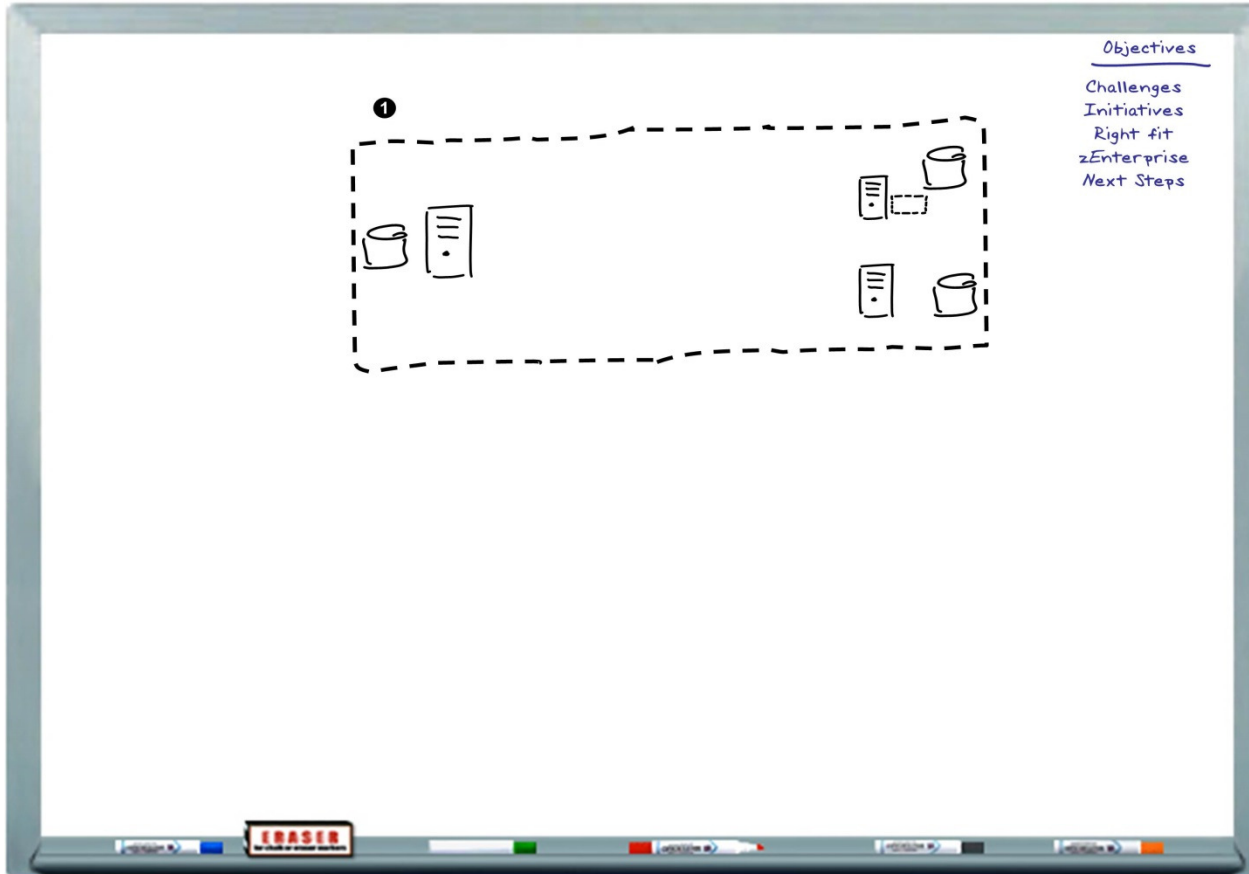 Objectives
Challenges
Initiatives
Right fit
zEnterprise
Next Steps
1
ERASER